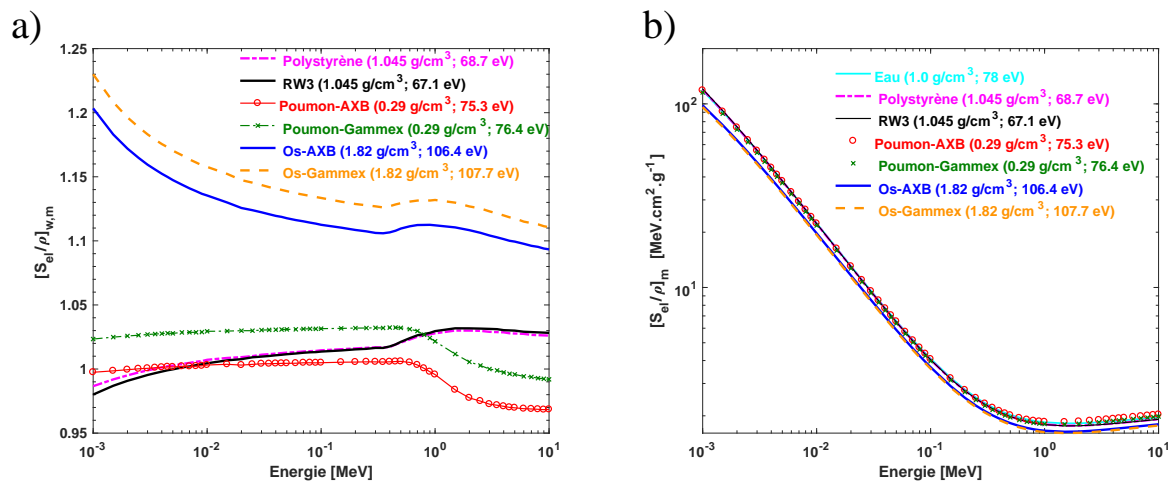 a)
1.25
1.2
1.15
1.1
1.05
1
0.95
[S_el/ρ]_w,m
Polystyrène (1.045 g/cm^3; 68.7 eV)
RW3 (1.045 g/cm^3; 67.1 eV)
Poumon-AXB (0.29 g/cm^3; 75.3 eV)
Poumon-Gammex (0.29 g/cm^3; 76.4 eV)
Os-AXB (1.82 g/cm^3; 106.4 eV)
Os-Gammex (1.82 g/cm^3; 107.7 eV)
10^-3 10^-2 10^-1 10^0 10^1
Energie [MeV]
b)
10^2
10^1
[S_el/ρ]_m [MeV.cm^2.g^-1]
Eau (1.0 g/cm^3; 78 eV)
Polystyrène (1.045 g/cm^3; 68.7 eV)
RW3 (1.045 g/cm^3; 67.1 eV)
Poumon-AXB (0.29 g/cm^3; 75.3 eV)
Poumon-Gammex (0.29 g/cm^3; 76.4 eV)
Os-AXB (1.82 g/cm^3; 106.4 eV)
Os-Gammex (1.82 g/cm^3; 107.7 eV)
10^-3 10^-2 10^-1 10^0 10^1
Energie [MeV]